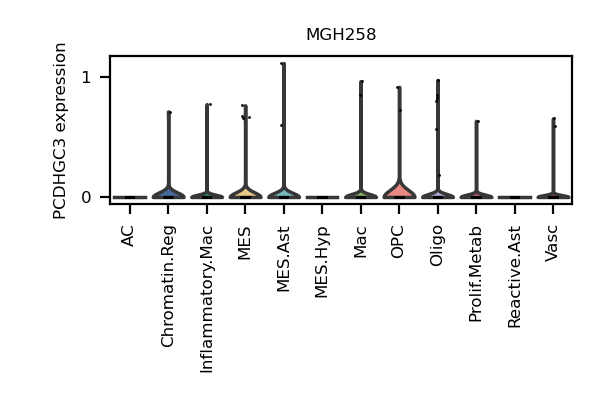 MGH258
PCDHGC3 expression
1
0
AC
Chromatin.Reg
Inflammatory.Mac
MES
MES.Ast
MES.Hyp
Mac
OPC
Oligo
Prolif.Metab
Reactive.Ast
Vasc